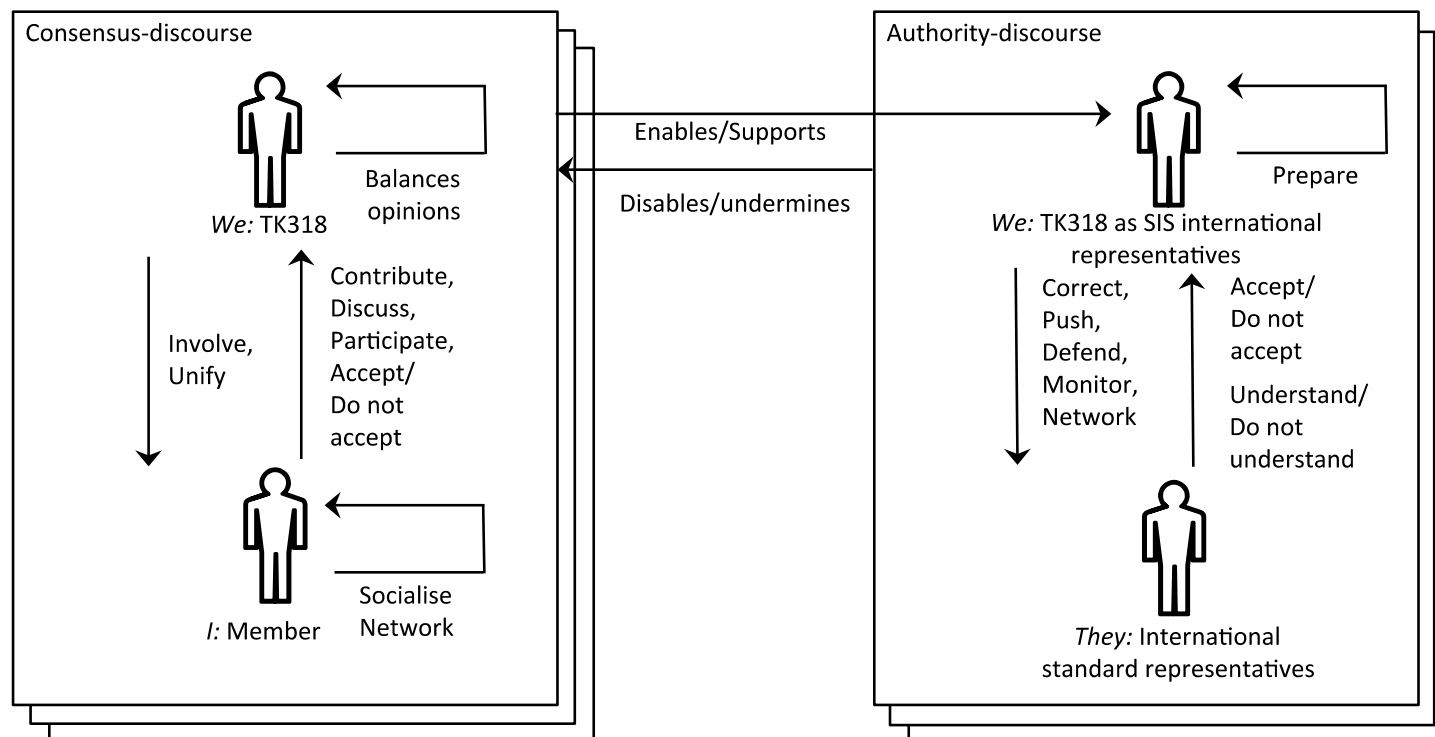 Consensus-discourse
Balances
opinions
We: TK318
Involve,
Unify
Contribute,
Discuss,
Participate,
Accept/
Do not
accept
Socialise
Network
I: Member
Enables/Supports
Disables/undermines
Authority-discourse
Prepare
We: TK318 as SIS international
representatives
Correct,
Push,
Defend,
Monitor,
Network
Accept/
Do not
accept
Understand/
Do not
understand
They: International
standard representatives